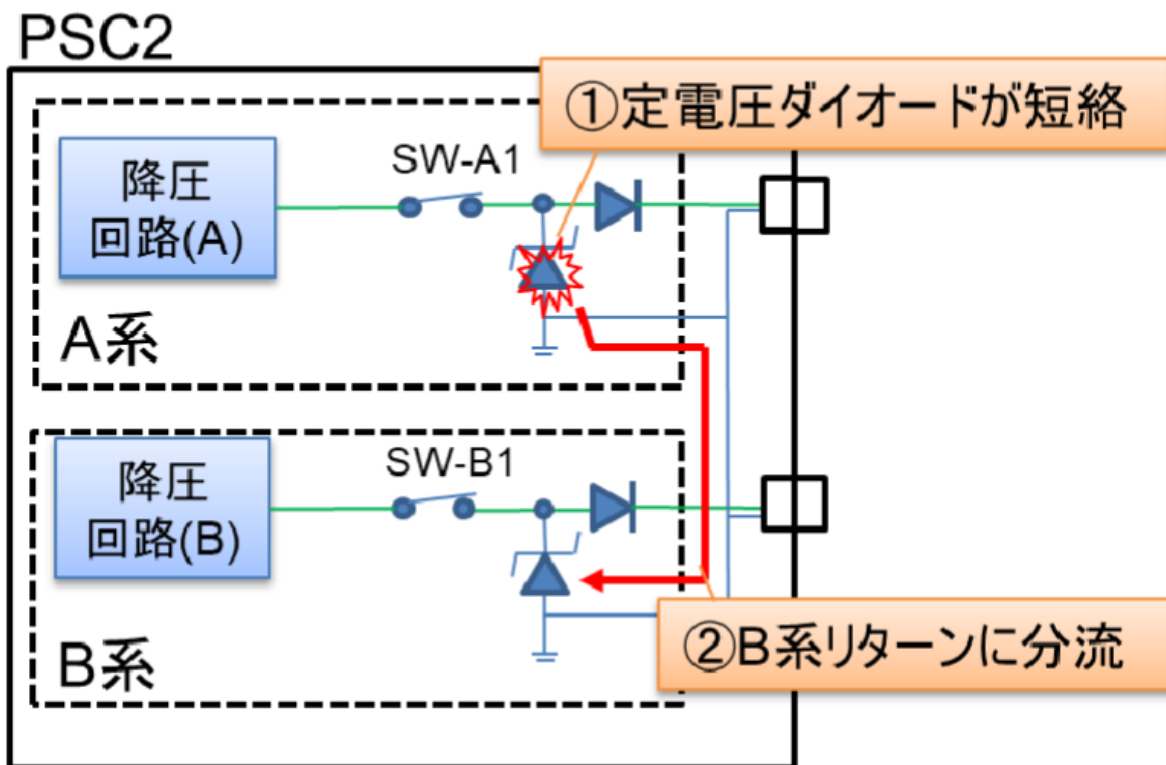 PSC2
①定電圧ダイオードが短絡
降圧
回路(A)
SW-A1
A系
降圧
回路(B)
SW-B1
B系
②B系リターンに分流